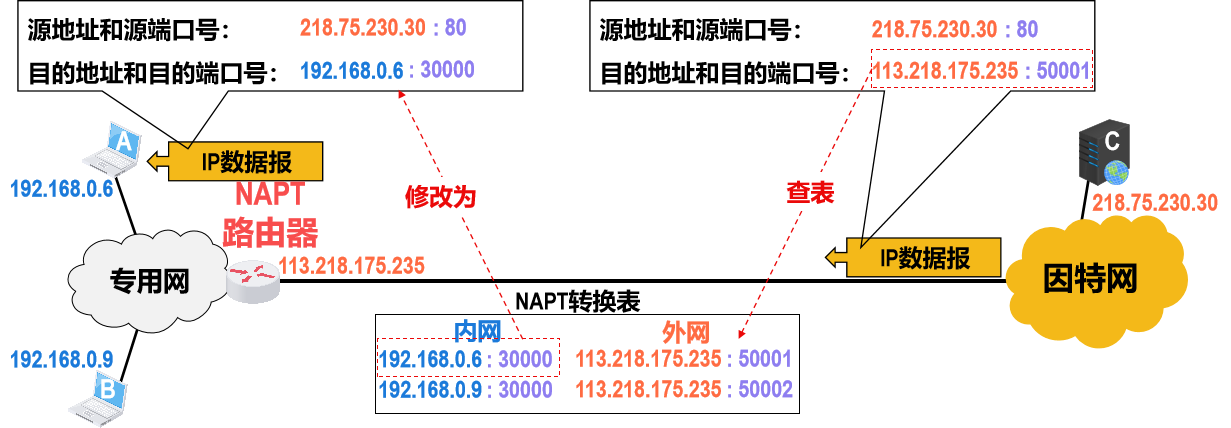 源地址和源端口号： 218.75.230.30 : 80
目的地址和目的端口号： 192.168.0.6 : 30000
源地址和源端口号： 218.75.230.30 : 80
目的地址和目的端口号： 113.218.175.235 : 50001
A
IP数据报
192.168.0.6
NAPT
路由器
修改为
查表
C
218.75.230.30
IP数据报
113.218.175.235
专用网
因特网
NAPT转换表
内网 外网
192.168.0.6 : 30000 113.218.175.235 : 50001
192.168.0.9 : 30000 113.218.175.235 : 50002
192.168.0.9
B